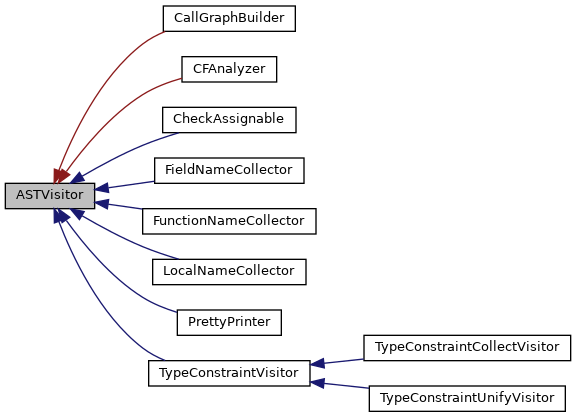 CallGraphBuilder
CFAnalyzer
CheckAssignable
FieldNameCollector
ASTVisitor
FunctionNameCollector
LocalNameCollector
PrettyPrinter
TypeConstraintVisitor
TypeConstraintCollectVisitor
TypeConstraintUnifyVisitor